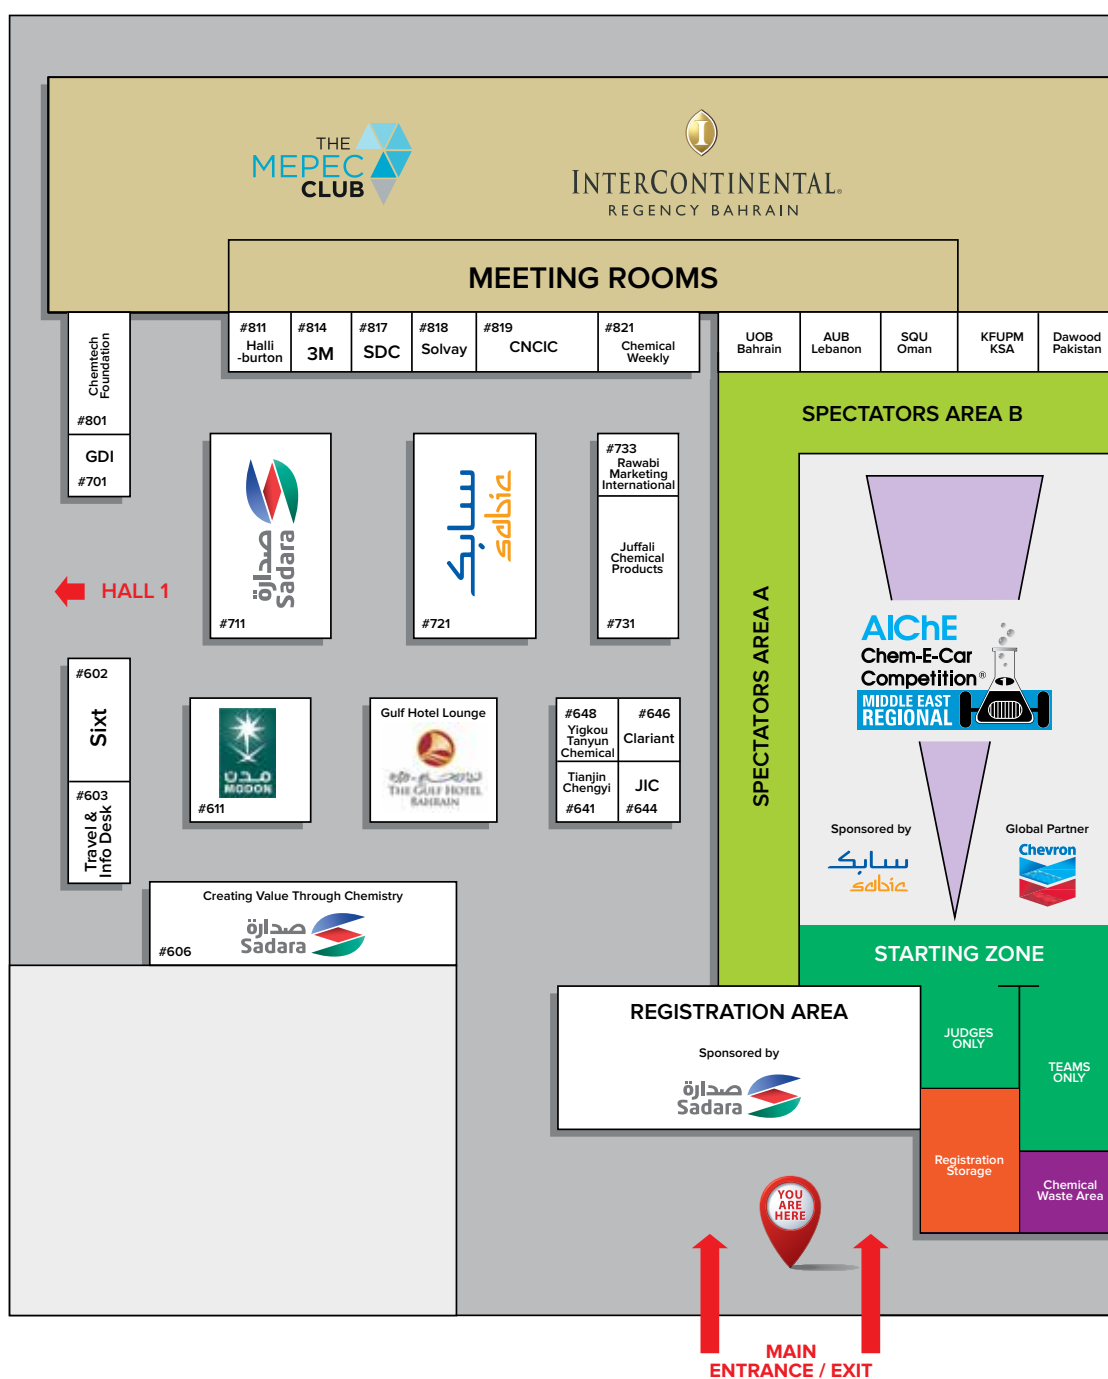 THE
MEPEC
CLUB
INTERCONTINENTAL®
REGENCY BAHRAIN
MEETING ROOMS
Chemtech
Foundation
#801
#811
Halli
-burton
#814
3M
#817
SDC
#818
Solvay
#819
CNCIC
#821
Chemical
Weekly
UOB
Bahrain
AUB
Lebanon
SQU
Oman
KFUPM
KSA
Dawood
Pakistan
SPECTATORS AREA B
GDI
#701
صدارة
Sadara
#711
سابك
sabic
#721
#733
Rawabi
Marketing
International
Juffali
Chemical
Products
#731
HALL 1
SPECTATORS AREA A
AIChE
Chem-E-Car
Competition®
MIDDLE EAST
REGIONAL
#602
Sixt
#603
Travel &
Info Desk
مدن
MODON
#611
Gulf Hotel Lounge
THE GULF HOTEL
BAHRAIN
#648
Yigkou
Tanyun
Chemical
#646
Clariant
Tianjin
Chengyi
#641
JIC
#644
Sponsored by
سابك
sabic
Global Partner
Chevron
Creating Value Through Chemistry
صدارة
Sadara
#606
STARTING ZONE
REGISTRATION AREA
Sponsored by
صدارة
Sadara
JUDGES
ONLY
TEAMS
ONLY
Registration
Storage
Chemical
Waste Area
YOU
ARE
HERE
MAIN
ENTRANCE / EXIT